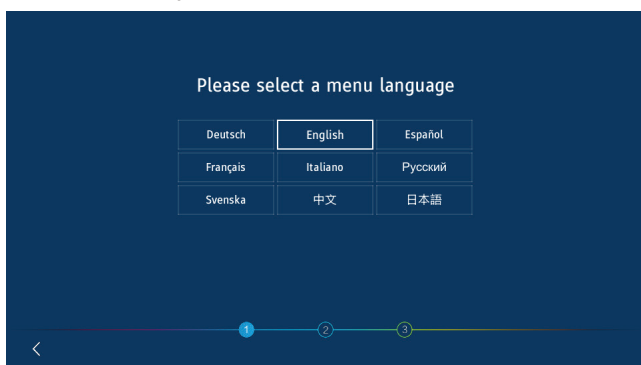 Please select a menu language
Deutsch English Español
Français Italiano Русский
Svenska 中文 日本語
1 2 3